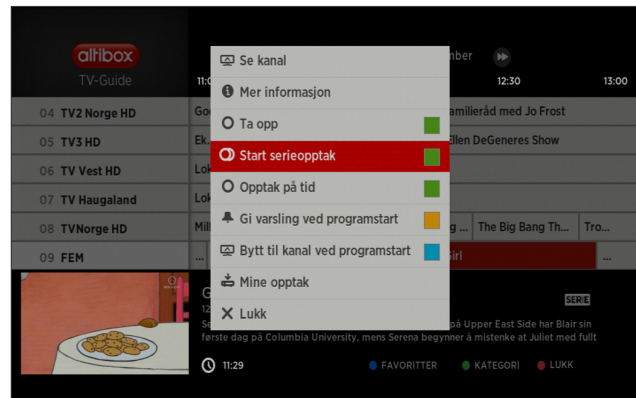 altibox
TV-Guide
12:30
13:00
04 TV2 Norge HD
05 TV3 HD
06 TV Vest HD
07 TV Haugaland
08 TVNorge HD
09 FEM
Se kanal
Mer informasjon
Ta opp
Start serieopptak
Opptak på tid
Gi varsling ved programstart
Bytt til kanal ved programstart
Mine opptak
Lukk
med Jo Frost
DeGeneres Show
The Big Bang Th...
Tro...
...
SERIE
på Upper East Side har Blair sin
første dag på Columbia University, mens Serena begynner å mistenke at Juliet med fullt
11:29
FAVORITTER
KATEGORI
LUKK